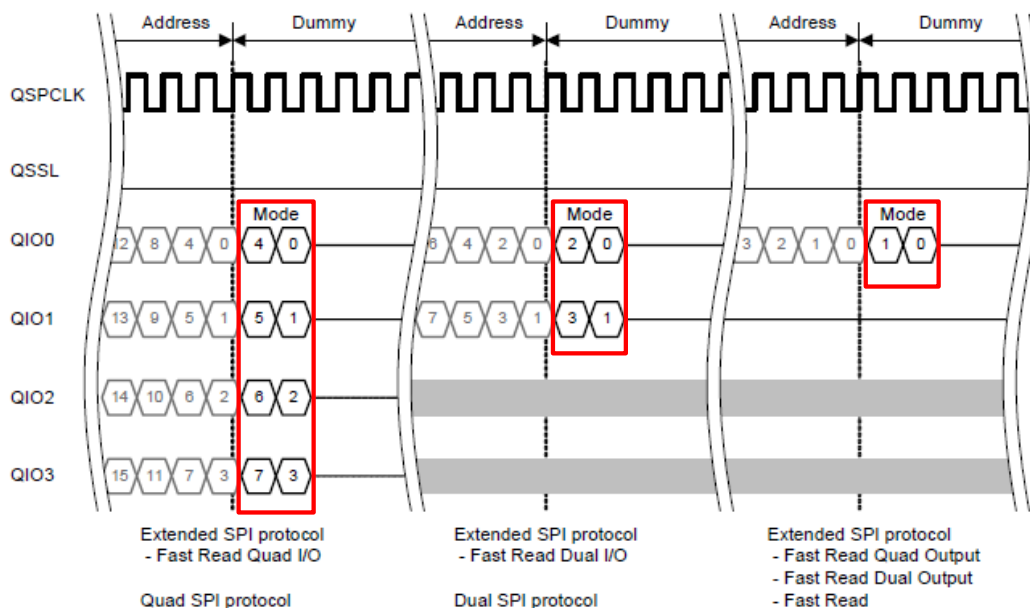 Address Dummy Address Dummy Address Dummy
QSPCLK
QSSL
Mode Mode Mode
QIO0 8 4 0 4 0 4 2 0 2 0 3 2 1 0 1 0
QIO1 13 9 5 1 5 1 7 5 3 1 3 1
QIO2 14 10 6 2 6 2
QIO3 15 11 7 3 7 3
Extended SPI protocol
- Fast Read Quad I/O
Quad SPI protocol
Extended SPI protocol
- Fast Read Dual I/O
Dual SPI protocol
Extended SPI protocol
- Fast Read Quad Output
- Fast Read Dual Output
- Fast Read